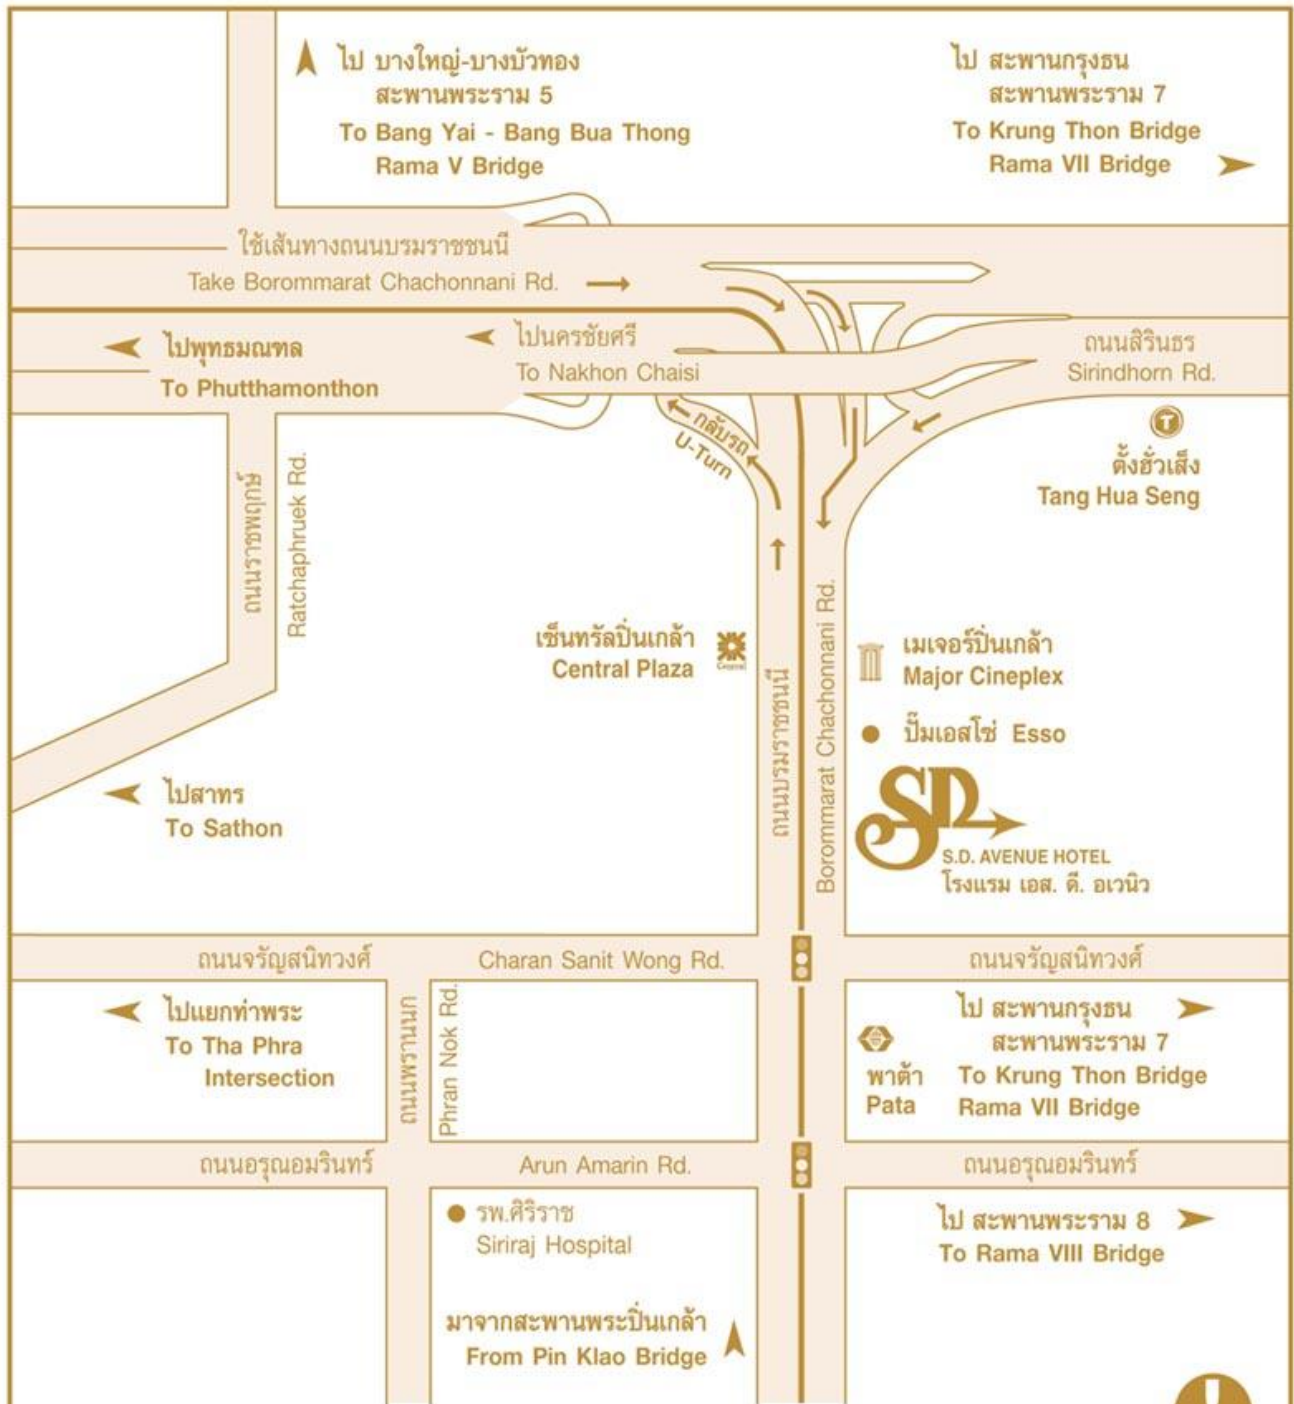 ไป บางใหญ่-บางบัวทอง
สะพานพระราม 5
To Bang Yai - Bang Bua Thong
Rama V Bridge
ไป สะพานกรุงธน
สะพานพระราม 7
To Krung Thon Bridge
Rama VII Bridge
ใช้เส้นทางถนนบรมราชชนนี
Take Borommarat Chachonnani Rd.
ไปพุทธมณฑล
To Phutthamonthon
ไปนครชัยศรี
To Nakhon Chaisi
ถนนสิรินธร
Sirindhorn Rd.
กลับรถ
U-Turn
T
ตั้งฮั่วเส็ง
Tang Hua Seng
ถนนราชพฤกษ์
Ratchaphruek Rd.
เซ็นทรัลปิ่นเกล้า
Central Plaza
Central
ถนนบรมราชชนนี
Borommarat Chachonnani Rd.
เมเจอร์ปิ่นเกล้า
Major Cineplex
ปั๊มเอสโซ่ Esso
SD
S.D. AVENUE HOTEL
โรงแรม เอส. ดี. อเวนิว
ไปสาทร
To Sathon
ถนนจรัญสนิทวงศ์
Charan Sanit Wong Rd.
ถนนจรัญสนิทวงศ์
ไปแยกท่าพระ
To Tha Phra
Intersection
ถนนพรานนก
Phran Nok Rd.
พาต้า
Pata
ไป สะพานกรุงธน
สะพานพระราม 7
To Krung Thon Bridge
Rama VII Bridge
ถนนอรุณอมรินทร์
Arun Amarin Rd.
ถนนอรุณอมรินทร์
รพ.ศิริราช
Siriraj Hospital
ไป สะพานพระราม 8
To Rama VIII Bridge
มาจากสะพานพระปิ่นเกล้า
From Pin Klao Bridge